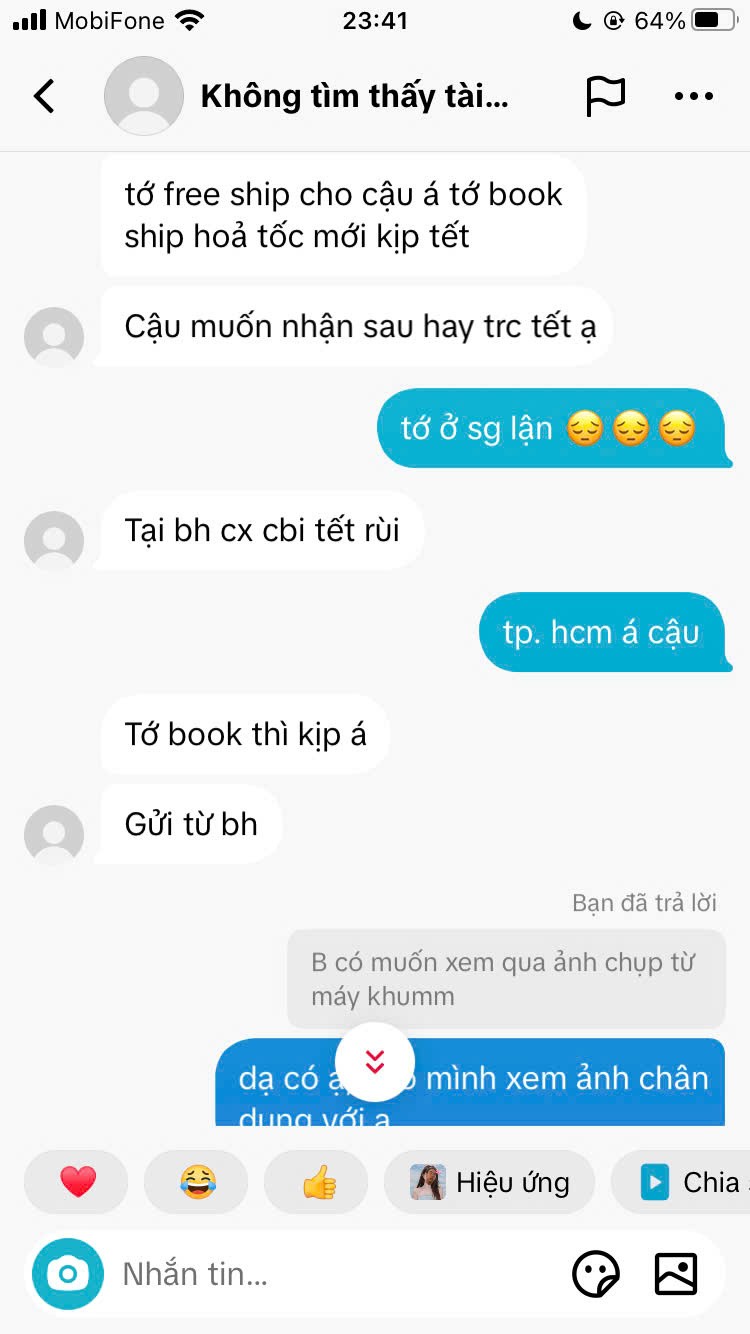 MobiFone 23:41 64%
Không tìm thấy tài...
tớ free ship cho cậu á tớ book
ship hoả tốc mới kịp tết
Cậu muốn nhận sau hay trc tết ạ
tớ ở sg lận 😔😔😔
Tại bh cx cbi tết rùi
tp. hcm á cậu
Tớ book thì kịp á
Gửi từ bh
Bạn đã trả lời
B có muốn xem qua ảnh chụp từ
máy khumm
dạ có mình xem ảnh chân
dung với ạ
❤️ 😂 👍 Hiệu ứng Chia
Nhắn tin...